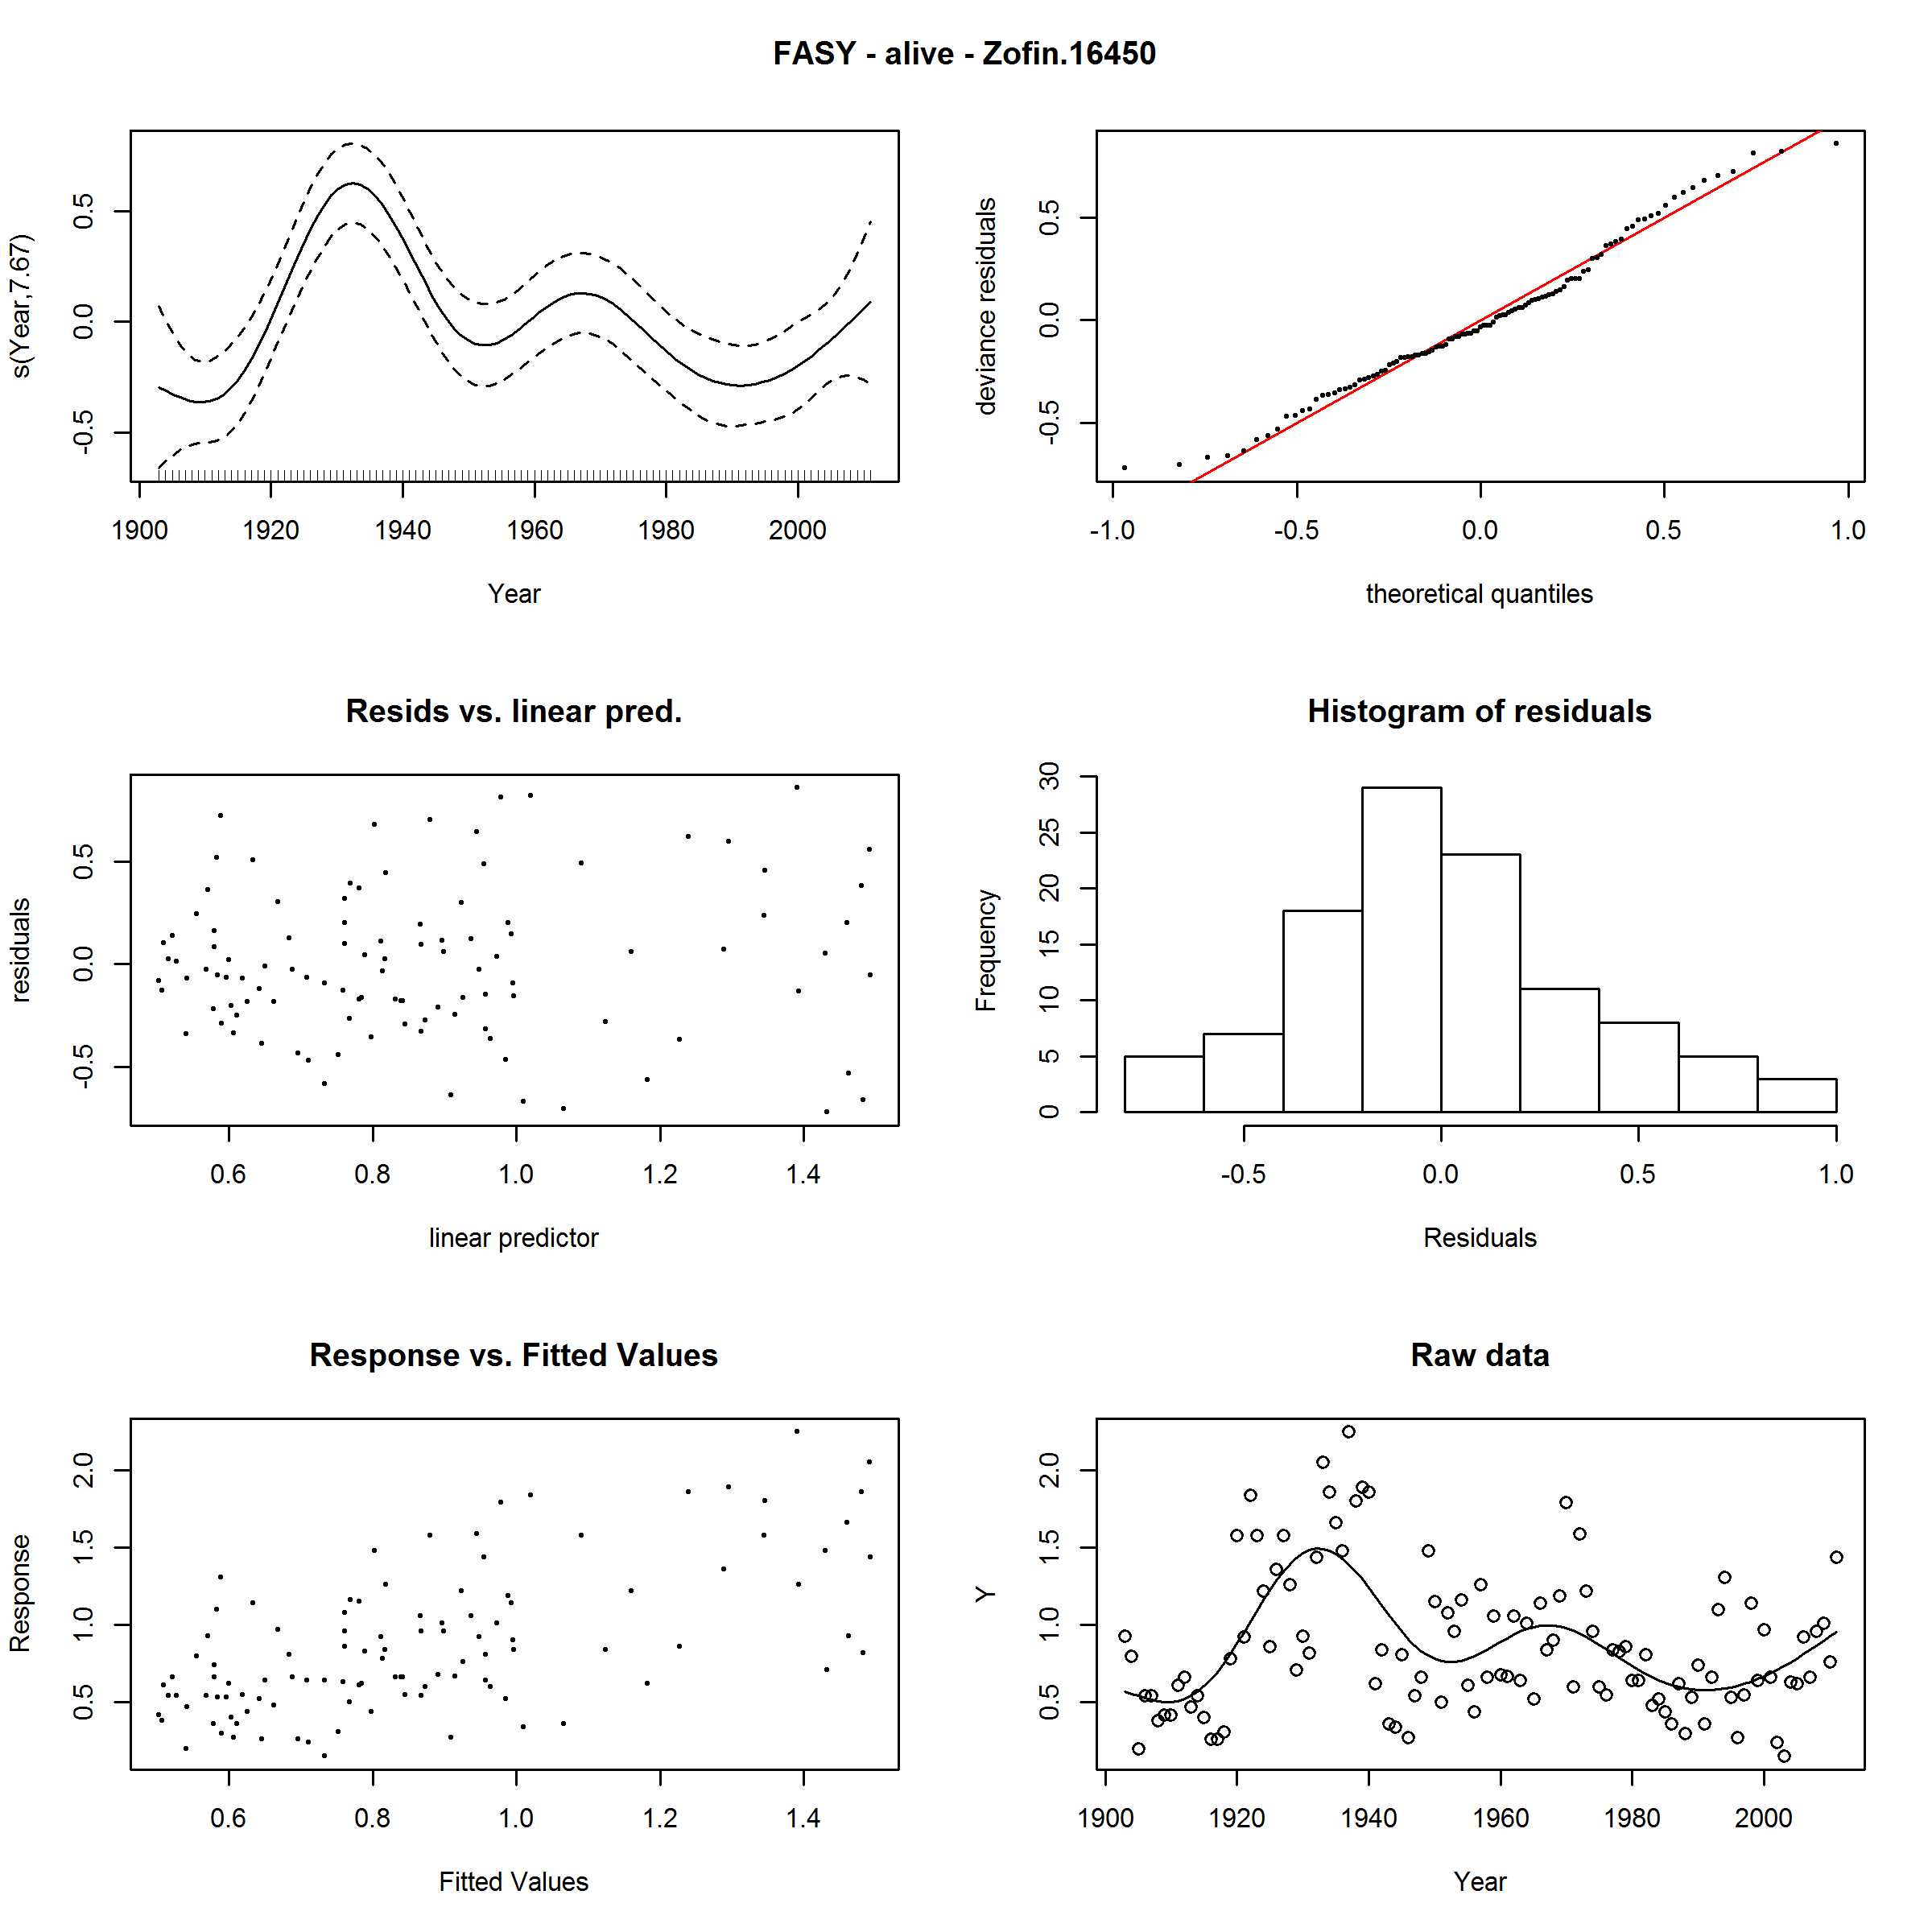 FASY - alive - Zofin.16450
s(Year,7.67)
0.5
0.0
-0.5
1900 1920 1940 1960 1980 2000
Year
deviance residuals
0.5
0.0
-0.5
-1.0 -0.5 0.0 0.5 1.0
theoretical quantiles
Resids vs. linear pred.
residuals
0.5
0.0
-0.5
0.6 0.8 1.0 1.2 1.4
linear predictor
Histogram of residuals
Frequency
30
25
20
15
10
5
0
-0.5 0.0 0.5 1.0
Residuals
Response vs. Fitted Values
Response
2.0
1.5
1.0
0.5
0.6 0.8 1.0 1.2 1.4
Fitted Values
Raw data
Y
2.0
1.5
1.0
0.5
1900 1920 1940 1960 1980 2000
Year